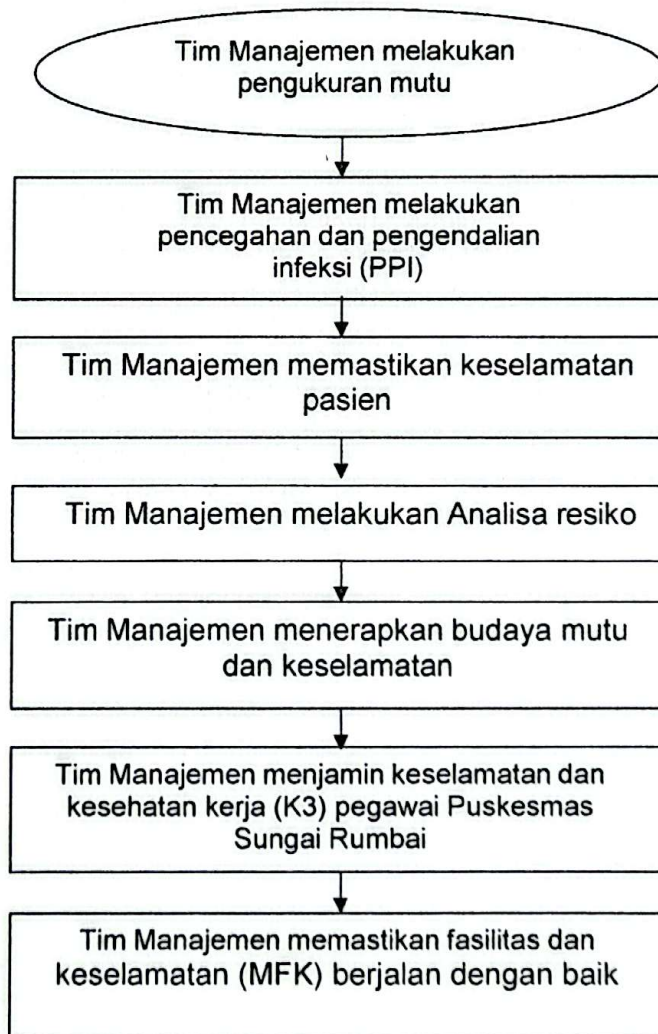 Tim Manajemen melakukan
pengukuran mutu
Tim Manajemen melakukan
pencegahan dan pengendalian
infeksi (PPI)
Tim Manajemen memastikan keselamatan
pasien
Tim Manajemen melakukan Analisa resiko
Tim Manajemen menerapkan budaya mutu
dan keselamatan
Tim Manajemen menjamin keselamatan dan
kesehatan kerja (K3) pegawai Puskesmas
Sungai Rumbai
Tim Manajemen memastikan fasilitas dan
keselamatan (MFK) berjalan dengan baik